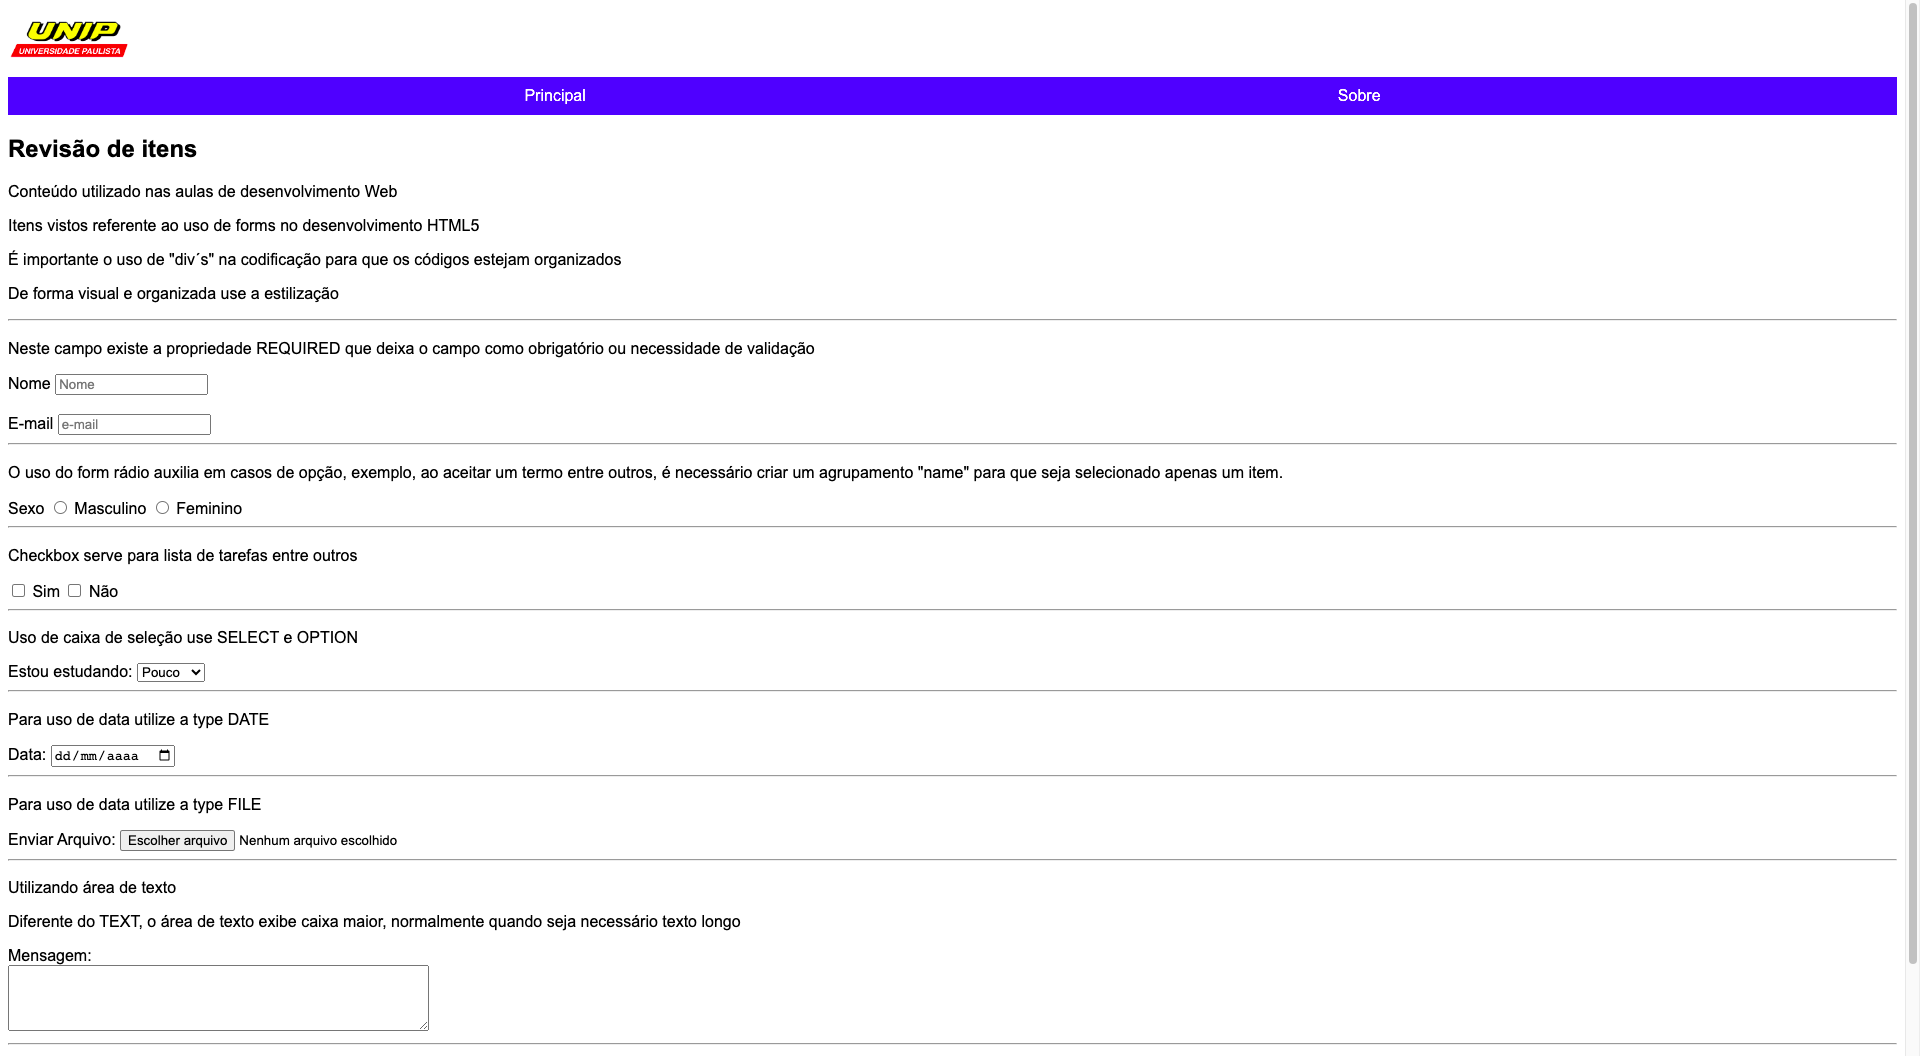 UNIP
UNIVERSIDADE PAULISTA
Principal Sobre
Revisão de itens
Conteúdo utilizado nas aulas de desenvolvimento Web
Itens vistos referente ao uso de forms no desenvolvimento HTML5
É importante o uso de "div´s" na codificação para que os códigos estejam organizados
De forma visual e organizada use a estilização
Neste campo existe a propriedade REQUIRED que deixa o campo como obrigatório ou necessidade de validação
Nome Nome
E-mail e-mail
O uso do form rádio auxilia em casos de opção, exemplo, ao aceitar um termo entre outros, é necessário criar um agrupamento "name" para que seja selecionado apenas um item.
Sexo Masculino Feminino
Checkbox serve para lista de tarefas entre outros
Sim Não
Uso de caixa de seleção use SELECT e OPTION
Estou estudando: Pouco
Para uso de data utilize a type DATE
Data: dd/mm/aaaa
Para uso de data utilize a type FILE
Enviar Arquivo: Escolher arquivo Nenhum arquivo escolhido
Utilizando área de texto
Diferente do TEXT, o área de texto exibe caixa maior, normalmente quando seja necessário texto longo
Mensagem: